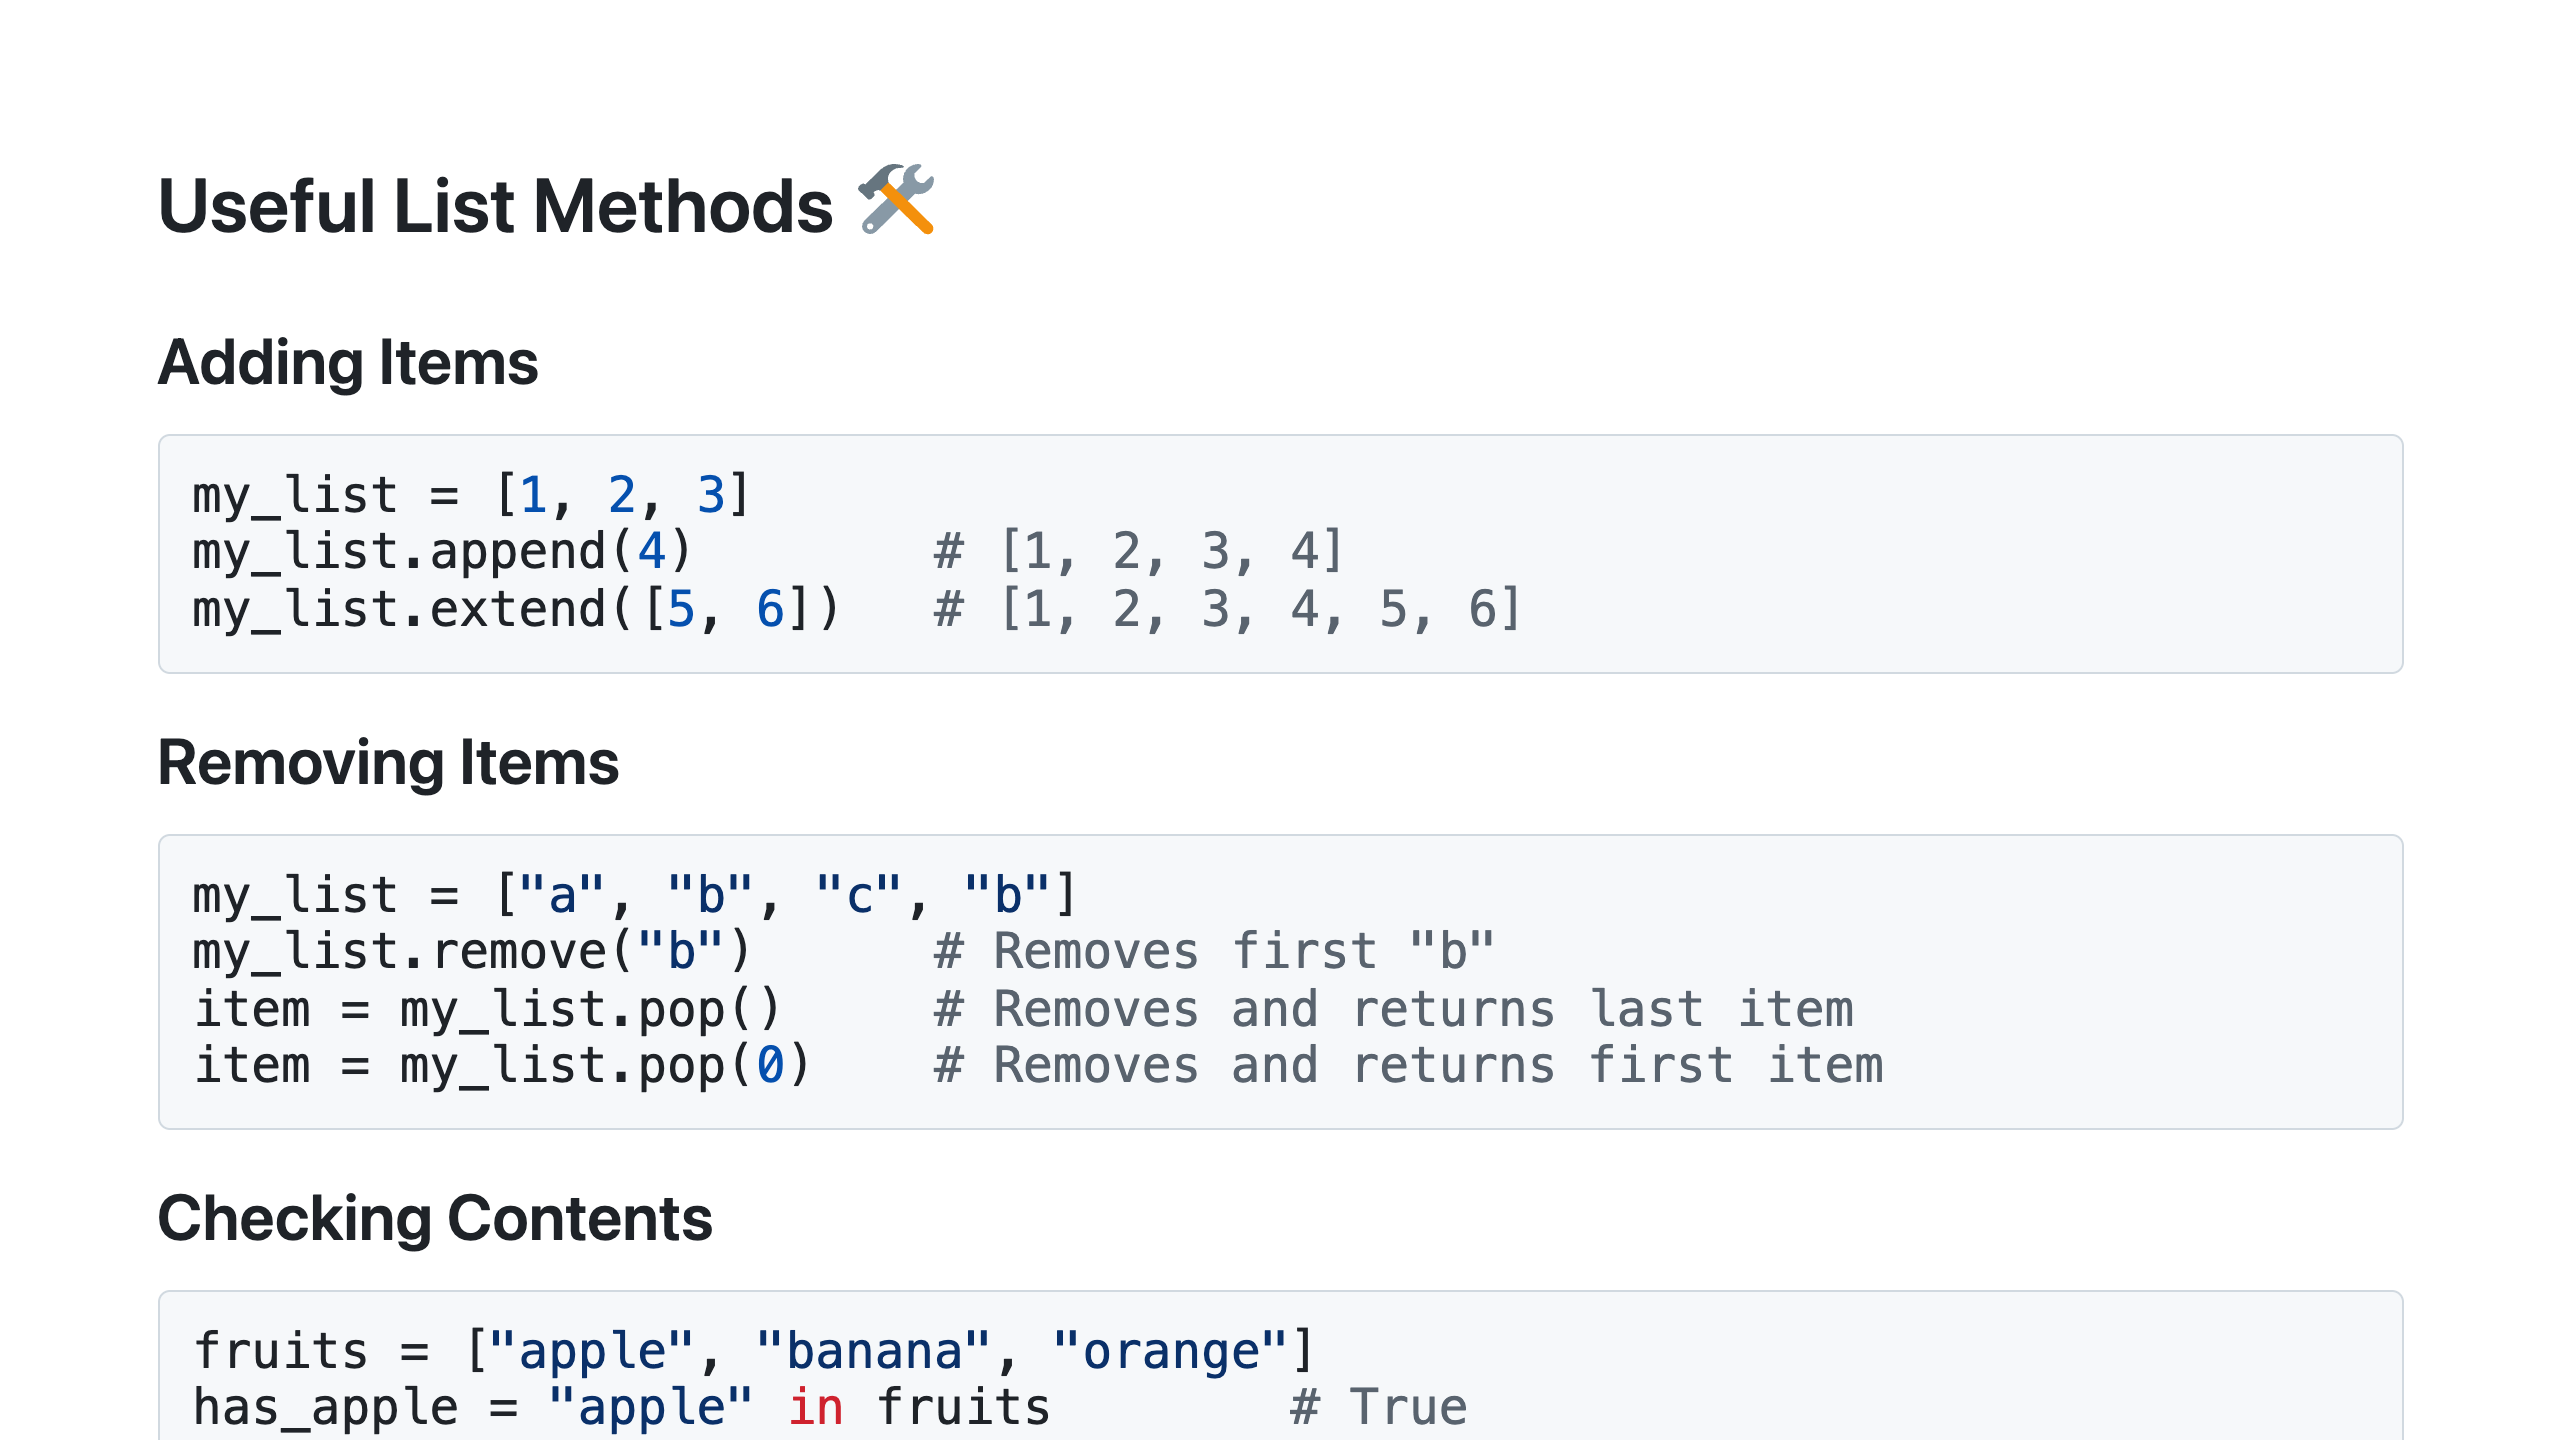 Useful List Methods 🛠️
Adding Items
my_list = [1, 2, 3]
my_list.append(4)        # [1, 2, 3, 4]
my_list.extend([5, 6])   # [1, 2, 3, 4, 5, 6]
Removing Items
my_list = ["a", "b", "c", "b"]
my_list.remove("b")      # Removes first "b"
item = my_list.pop()     # Removes and returns last item
item = my_list.pop(0)    # Removes and returns first item
Checking Contents
fruits = ["apple", "banana", "orange"]
has_apple = "apple" in fruits        # True